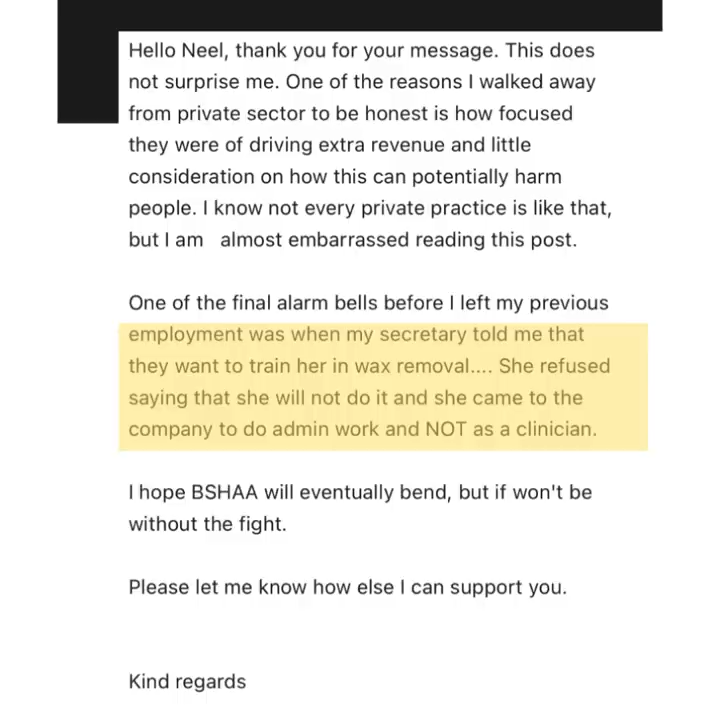 Hello Neel, thank you for your message. This does
not surprise me. One of the reasons I walked away
from private sector to be honest is how focused
they were of driving extra revenue and little
consideration on how this can potentially harm
people. I know not every private practice is like that,
but I am almost embarrassed reading this post.
One of the final alarm bells before I left my previous
employment was when my secretary told me that
they want to train her in wax removal.... She refused
saying that she will not do it and she came to the
company to do admin work and NOT as a clinician.
I hope BSHAA will eventually bend, but if won't be
without the fight.
Please let me know how else I can support you.
Kind regards